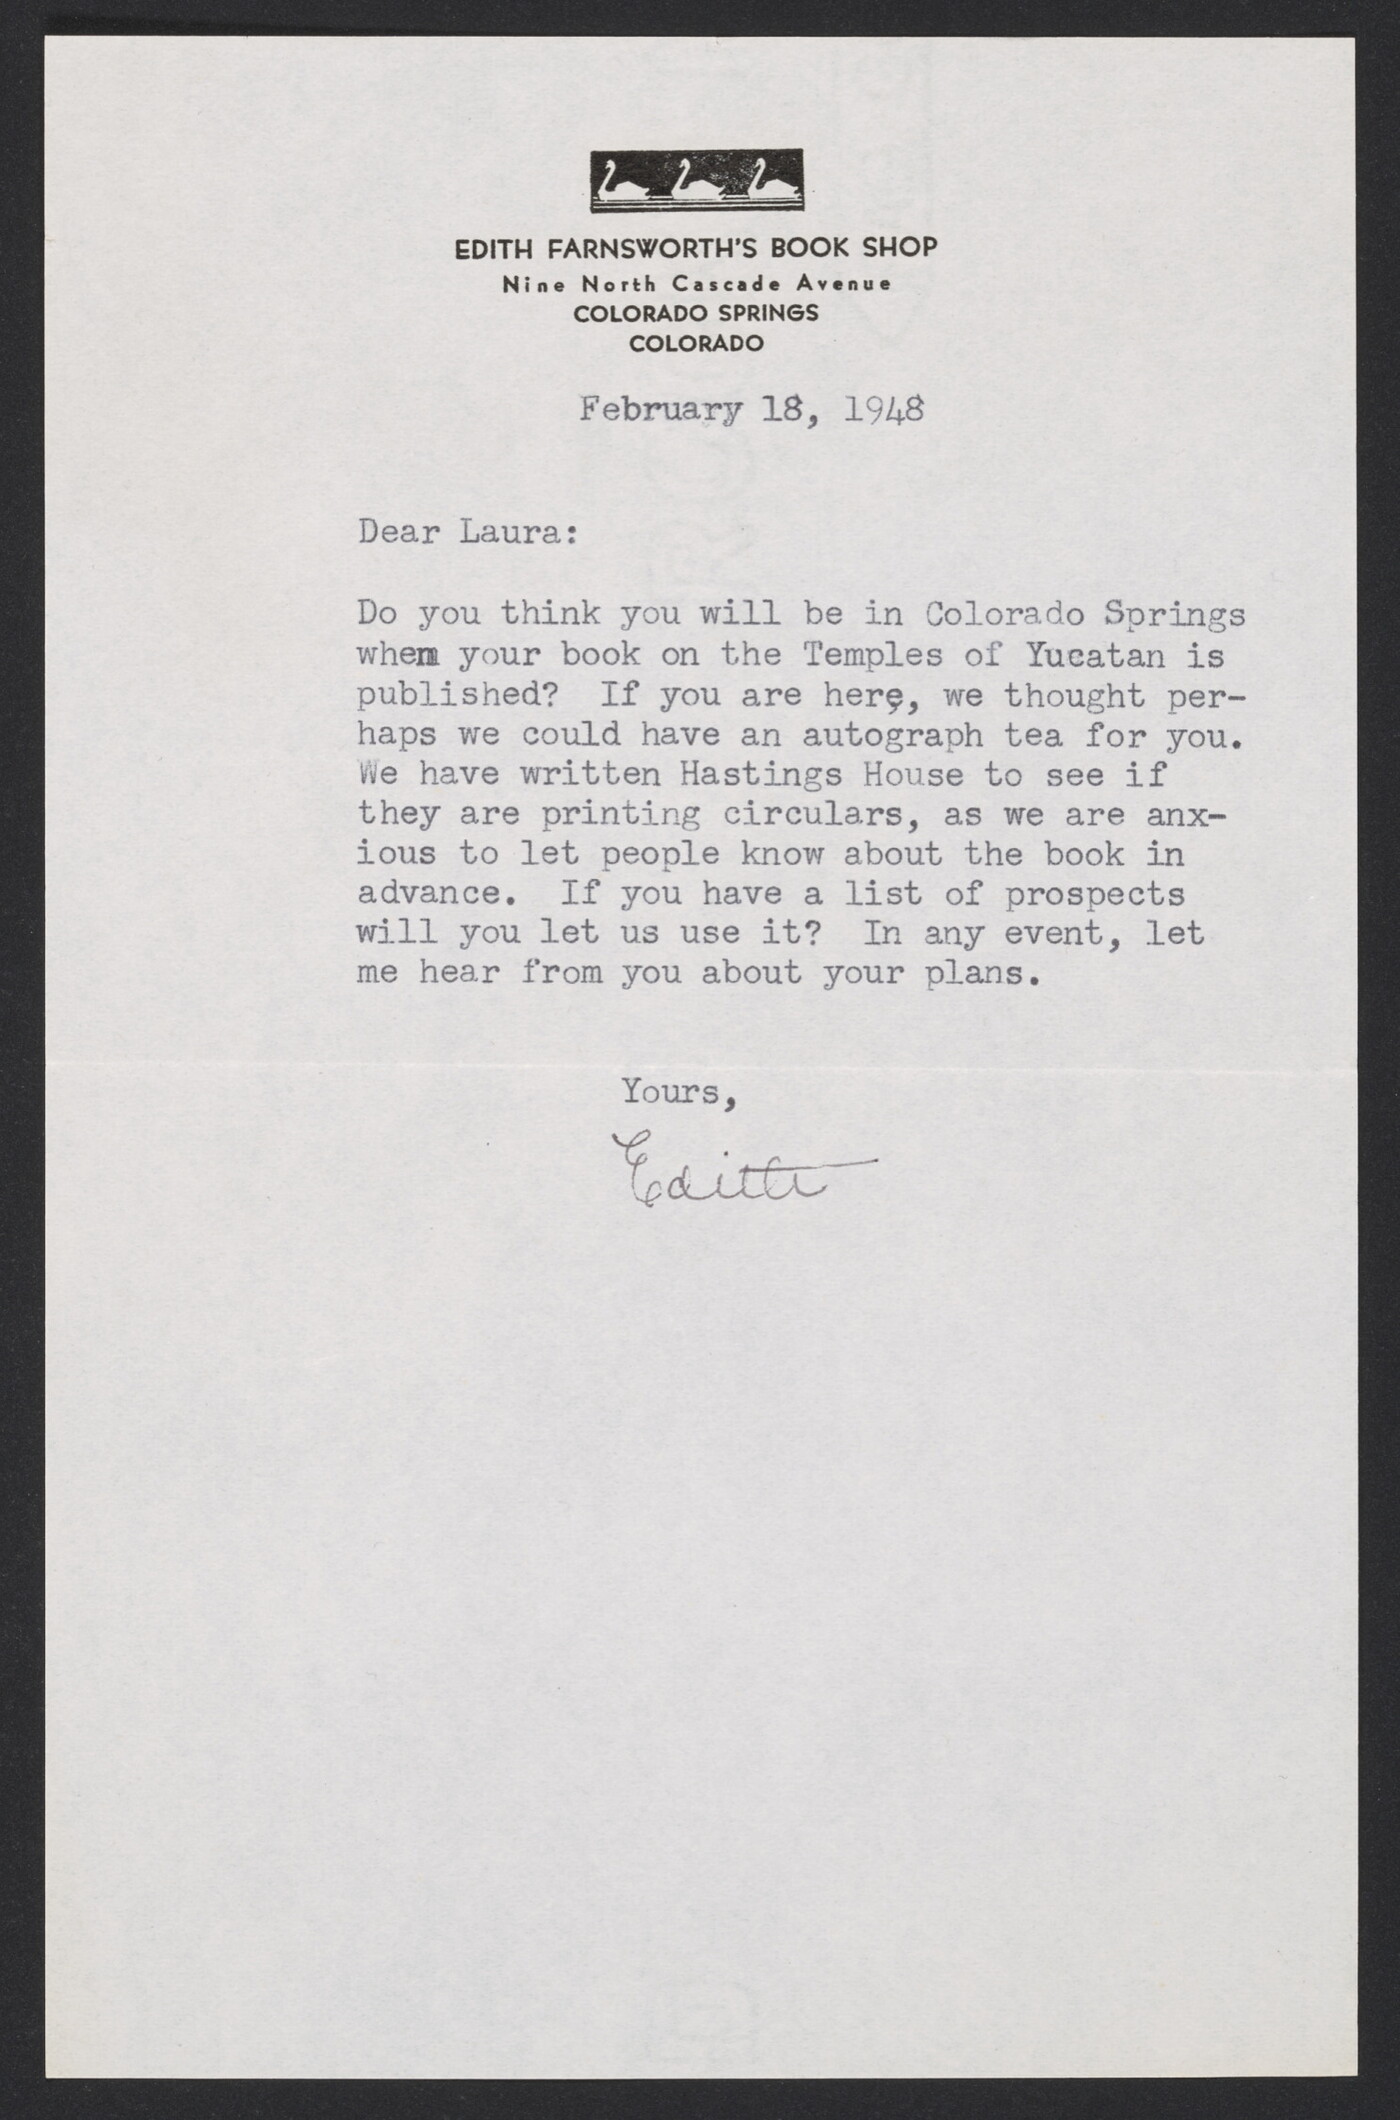 EDITH FARNSWORTH'S BOOK SHOP
Nine North Cascade Avenue
COLORADO SPRINGS
COLORADO
February 18, 1948
Dear Laura:
Do you think you will be in Colorado Springs
when your book on the Temples of Yucatan is
published? If you are here, we thought per-
haps we could have an autograph tea for you.
We have written Hastings House to see if
they are printing circulars, as we are anx-
ious to let people know about the book in
advance. If you have a list of prospects
will you let us use it? In any event, let
me hear from you about your plans.
Yours,
Edith